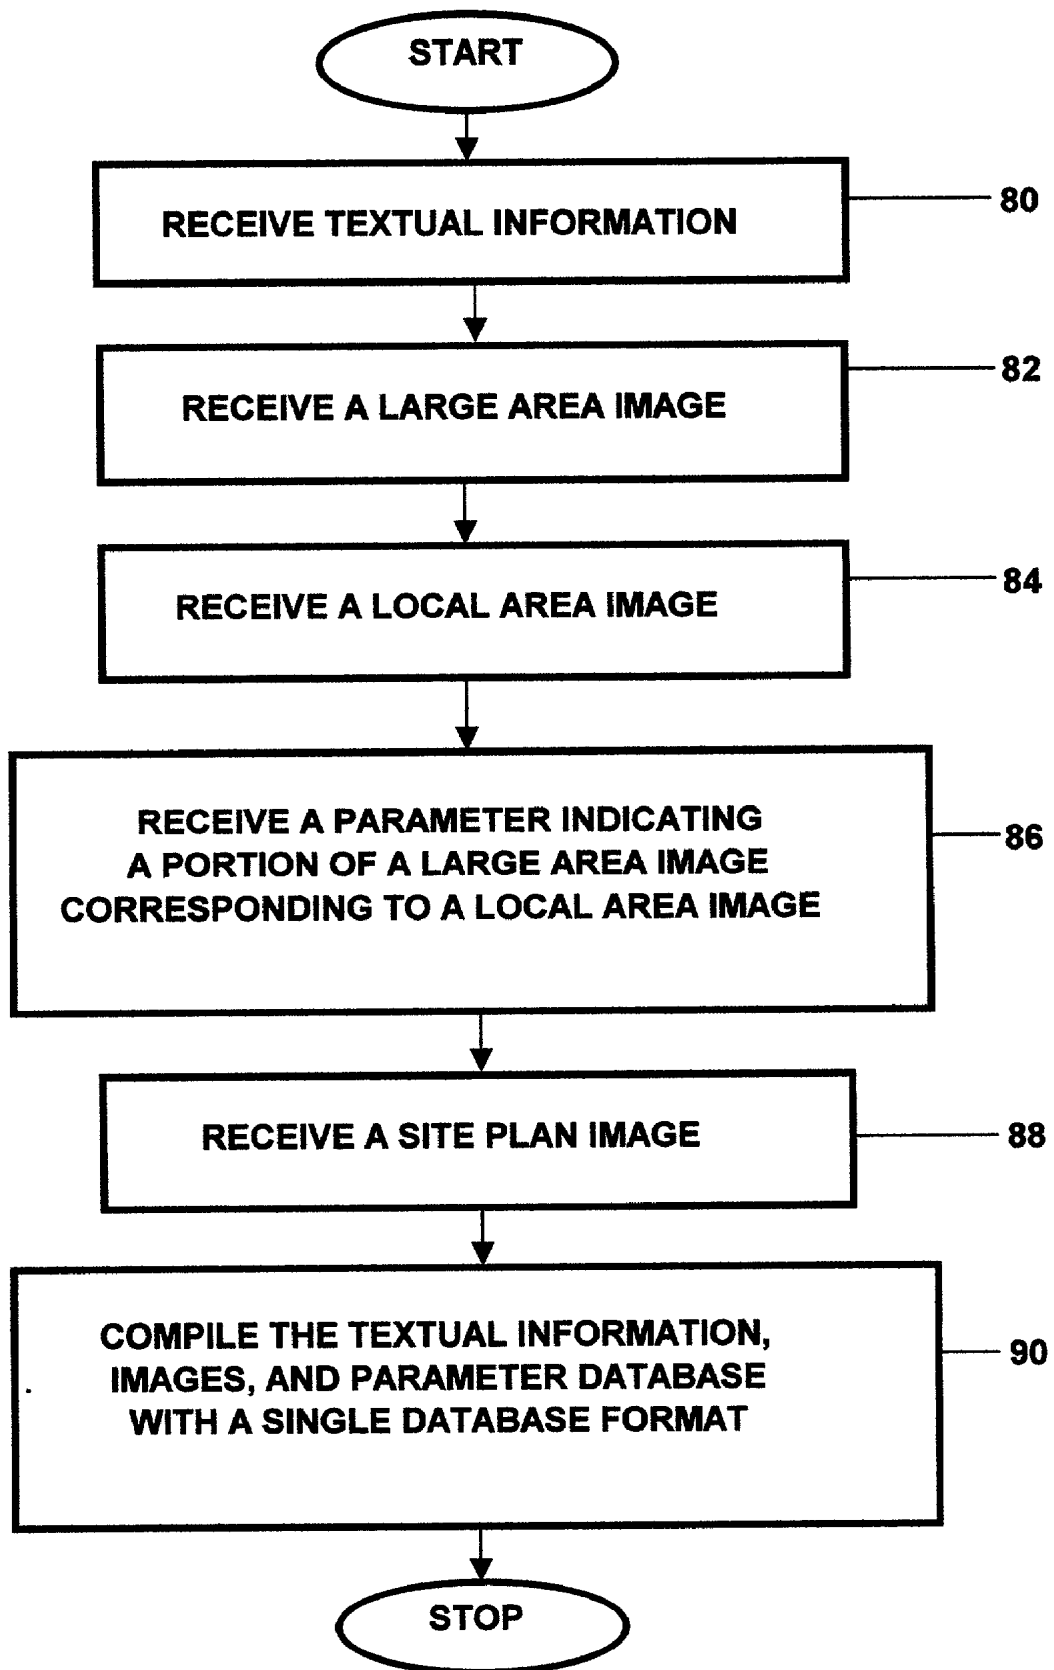 START
RECEIVE TEXTUAL INFORMATION
80
RECEIVE A LARGE AREA IMAGE
82
RECEIVE A LOCAL AREA IMAGE
84
RECEIVE A PARAMETER INDICATING
A PORTION OF A LARGE AREA IMAGE
CORRESPONDING TO A LOCAL AREA IMAGE
86
RECEIVE A SITE PLAN IMAGE
88
COMPILE THE TEXTUAL INFORMATION,
IMAGES, AND PARAMETER DATABASE
WITH A SINGLE DATABASE FORMAT
90
STOP